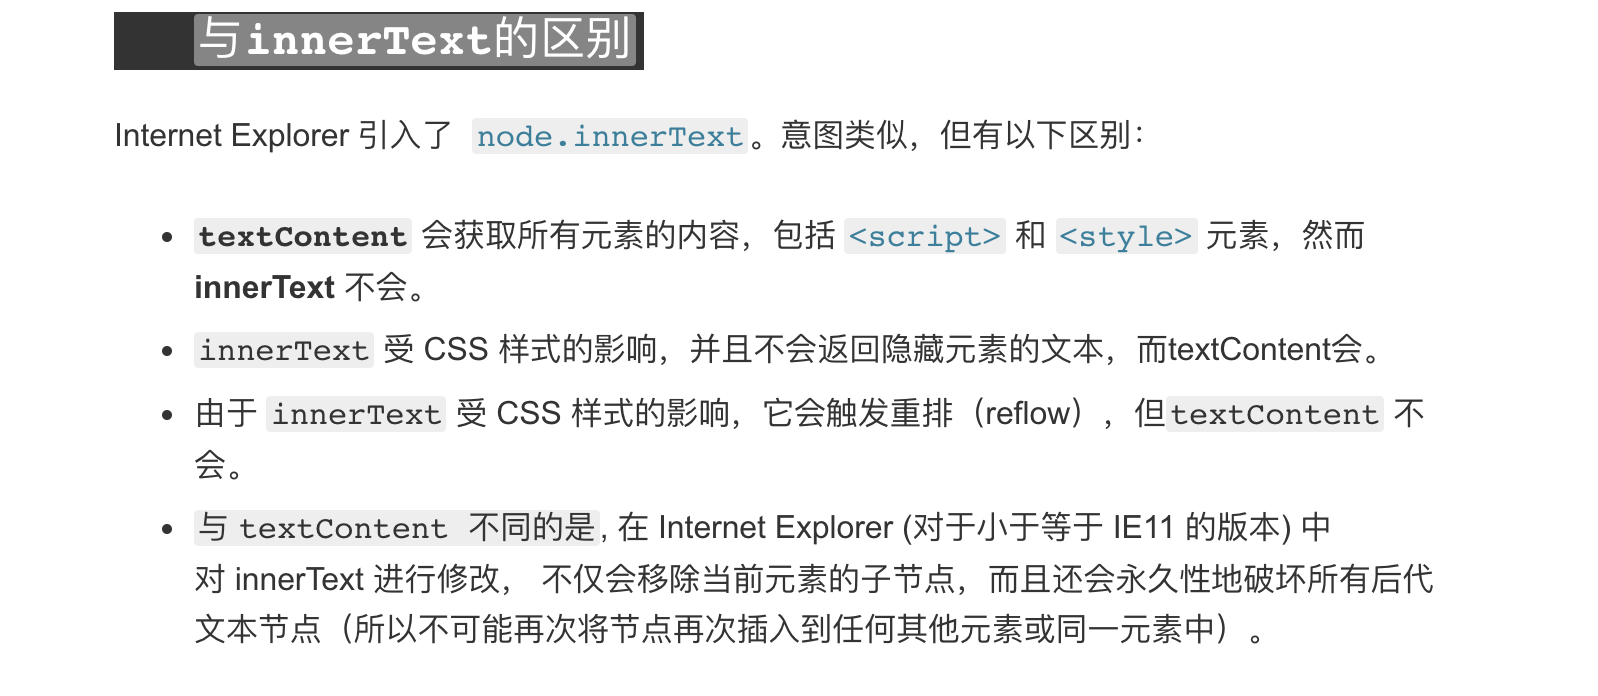 与innerText的区别
Internet Explorer 引入了 node.innerText。意图类似，但有以下区别：
• textContent 会获取所有元素的内容，包括 <script> 和 <style> 元素，然而
innerText 不会。
• innerText 受 CSS 样式的影响，并且不会返回隐藏元素的文本，而textContent会。
• 由于 innerText 受 CSS 样式的影响，它会触发重排（reflow），但textContent 不
会。
• 与 textContent 不同的是, 在 Internet Explorer (对于小于等于 IE11 的版本) 中
对 innerText 进行修改， 不仅会移除当前元素的子节点，而且还会永久性地破坏所有后代
文本节点（所以不可能再次将节点再次插入到任何其他元素或同一元素中）。